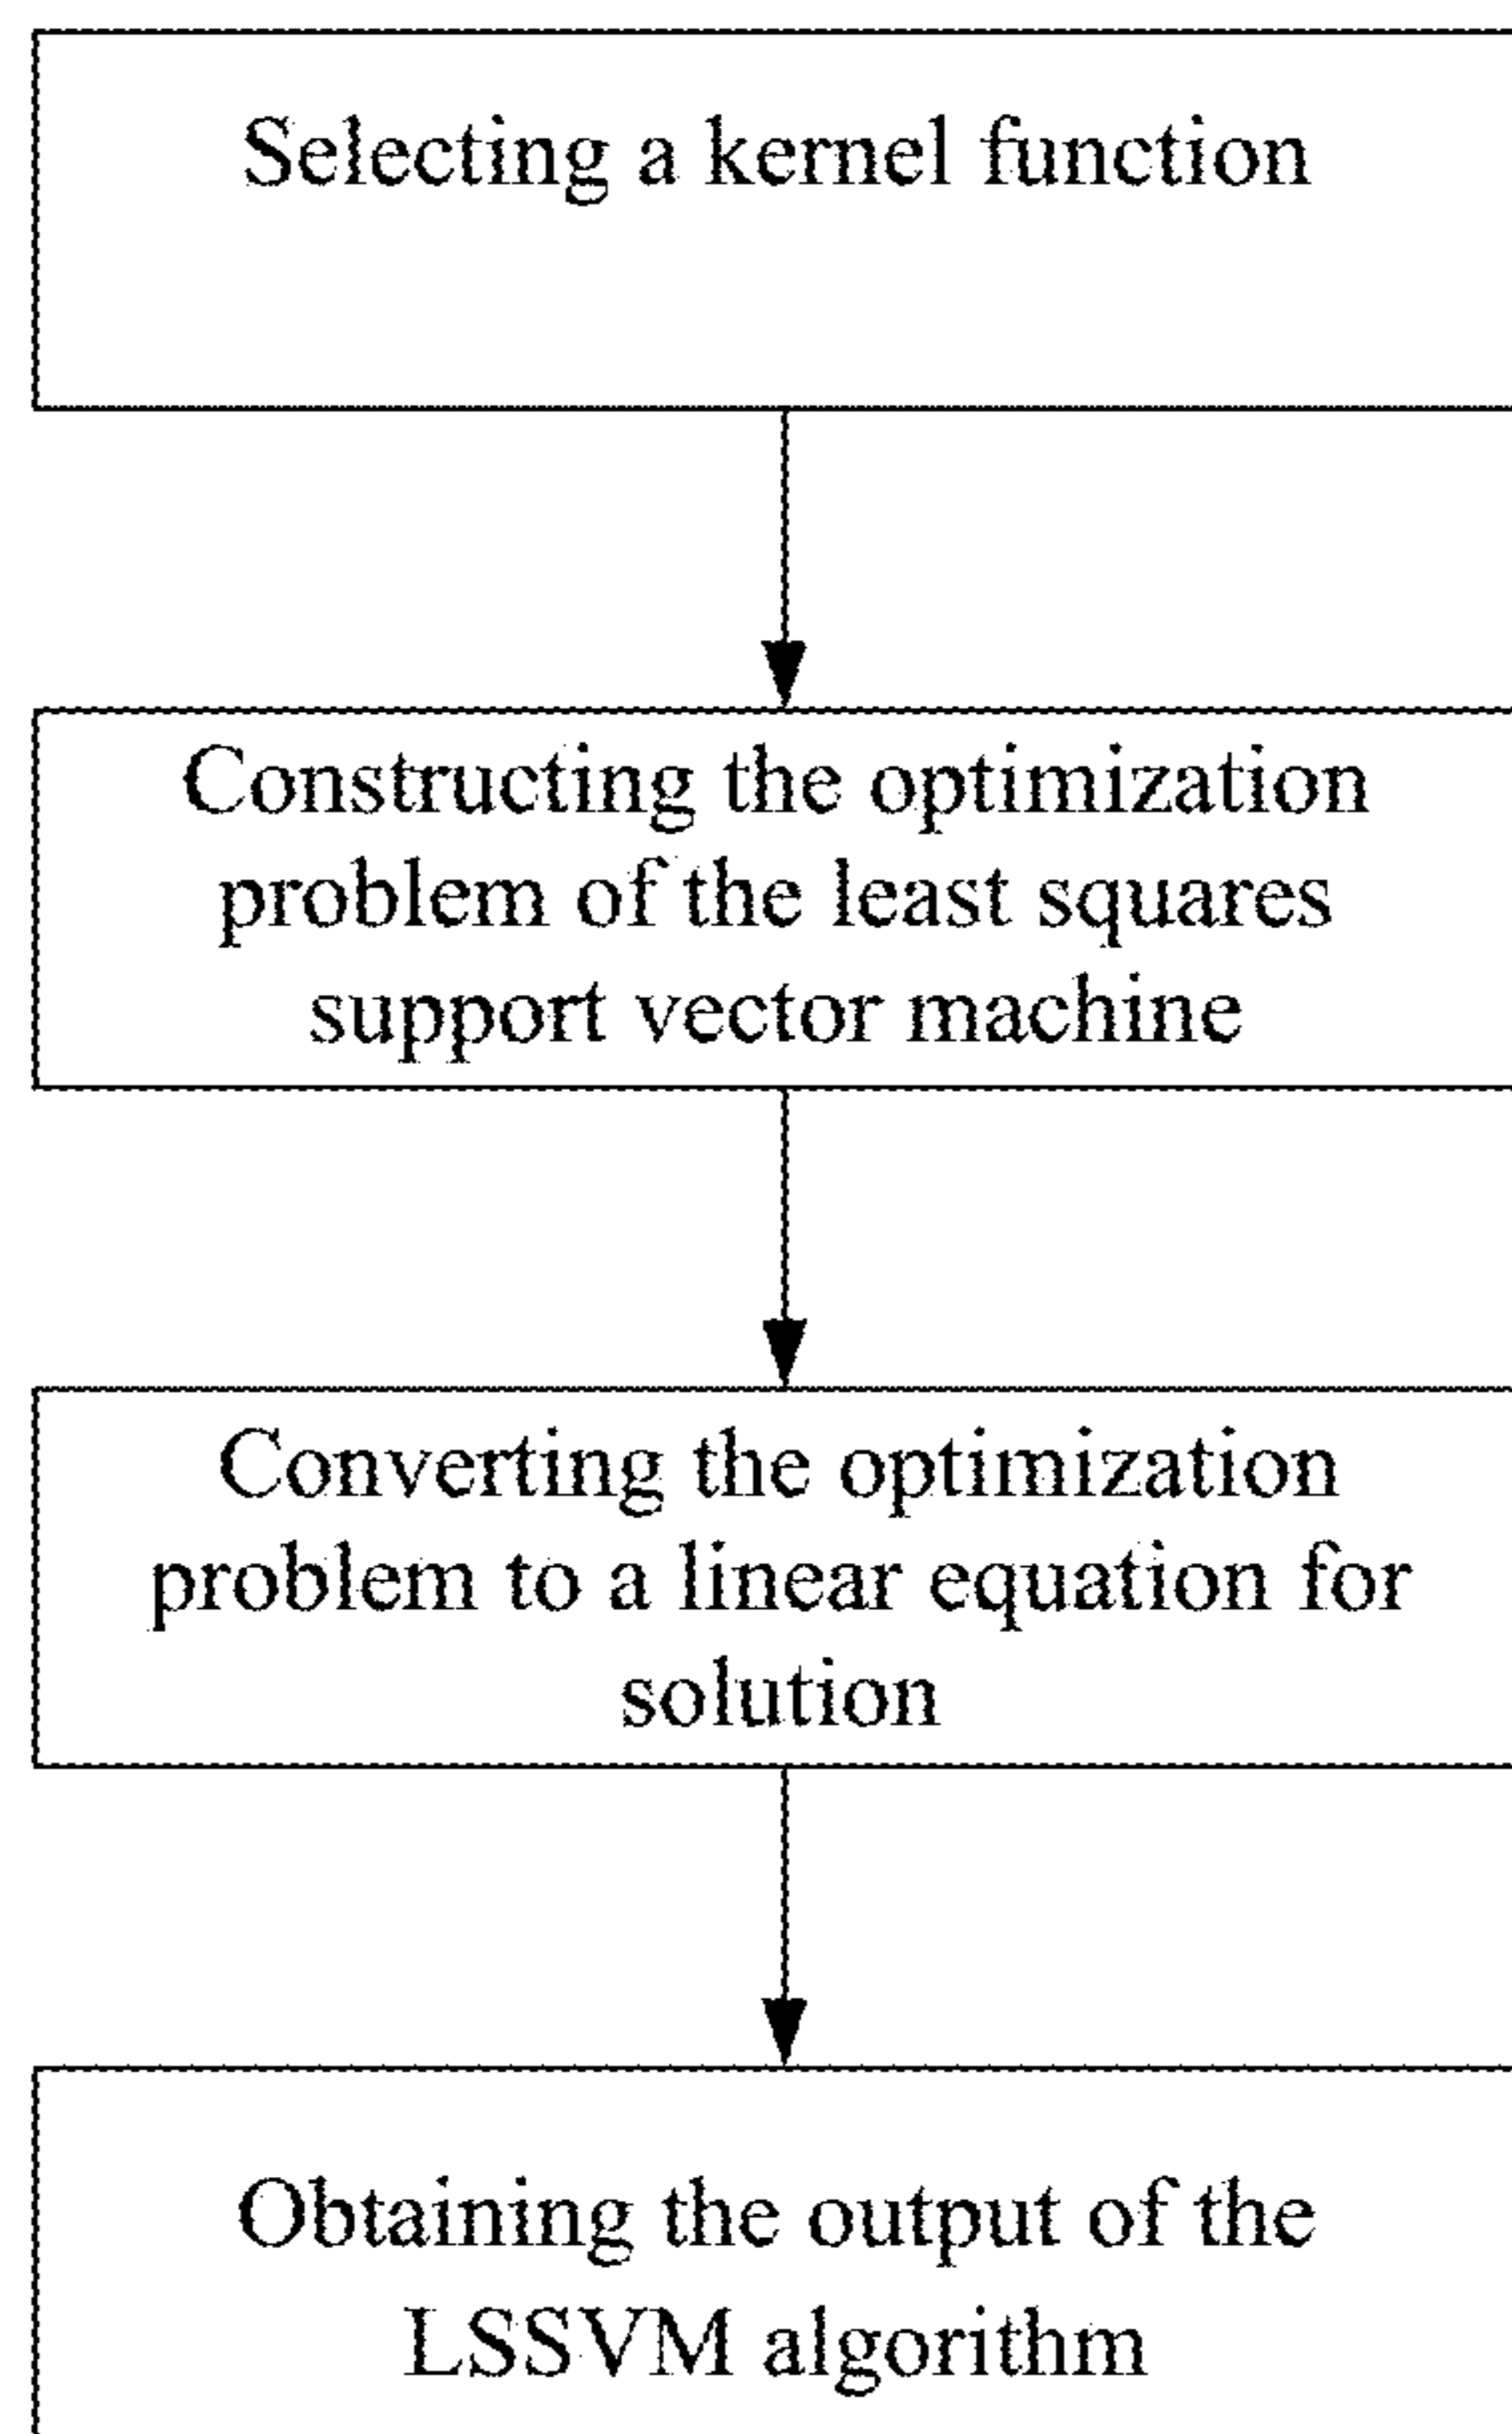 Selecting a kernel function
Constructing the optimization
problem of the least squares
support vector machine
Converting the optimization
problem to a linear equation for
solution
Obtaining the output of the
LSSVM algorithm